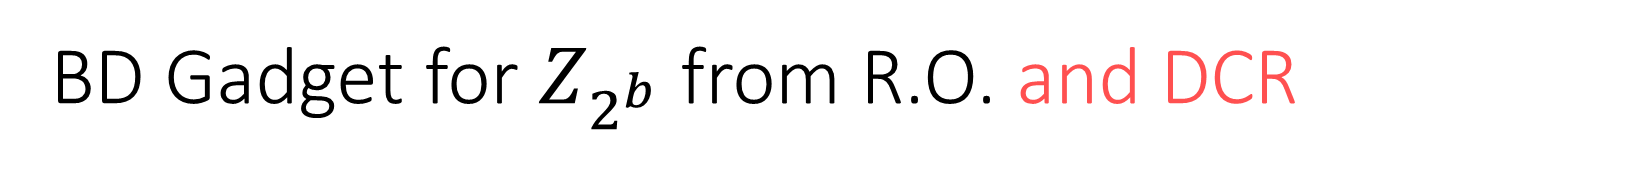 BD Gadget for $Z_{2^b}$ from R.O. and DCR